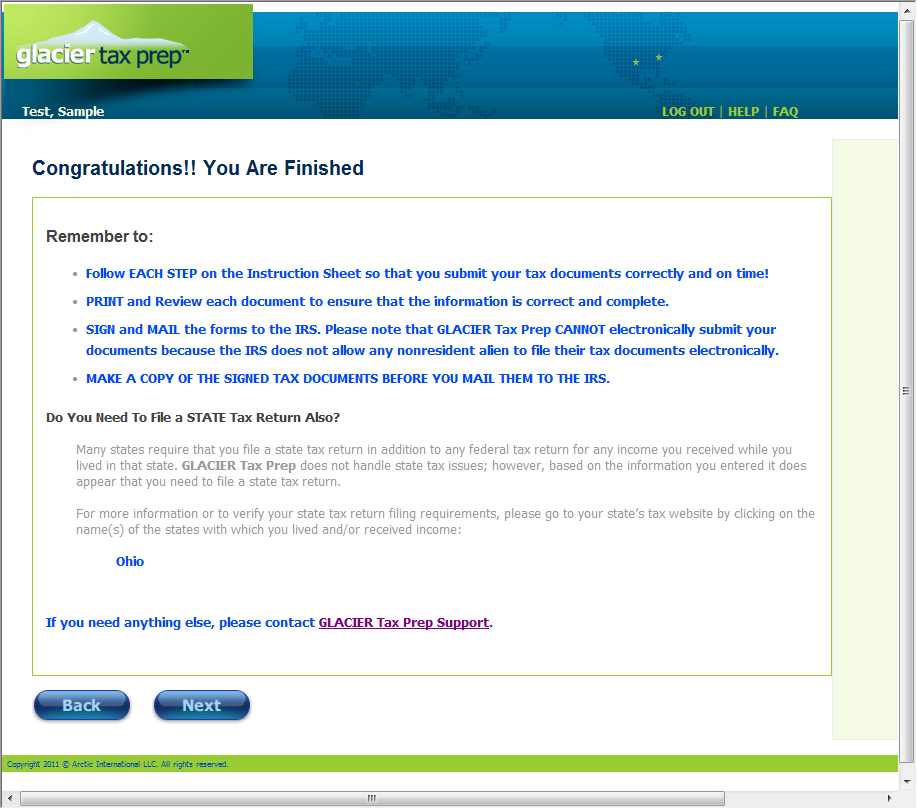 glacier tax prep™
Test, Sample
LOG OUT | HELP | FAQ
Congratulations!! You Are Finished
Remember to:
• Follow EACH STEP on the Instruction Sheet so that you submit your tax documents correctly and on time!
• PRINT and Review each document to ensure that the information is correct and complete.
• SIGN and MAIL the forms to the IRS. Please note that GLACIER Tax Prep CANNOT electronically submit your
documents because the IRS does not allow any nonresident alien to file their tax documents electronically.
• MAKE A COPY OF THE SIGNED TAX DOCUMENTS BEFORE YOU MAIL THEM TO THE IRS.
Do You Need To File a STATE Tax Return Also?
Many states require that you file a state tax return in addition to any federal tax return for any income you received while you
lived in that state. GLACIER Tax Prep does not handle state tax issues; however, based on the information you entered it does
appear that you need to file a state tax return.
For more information or to verify your state tax return filing requirements, please go to your state's tax website by clicking on the
name(s) of the states with which you lived and/or received income:
Ohio
If you need anything else, please contact GLACIER Tax Prep Support.
Back
Next
Copyright 2011 © Arctic International LLC. All rights reserved.